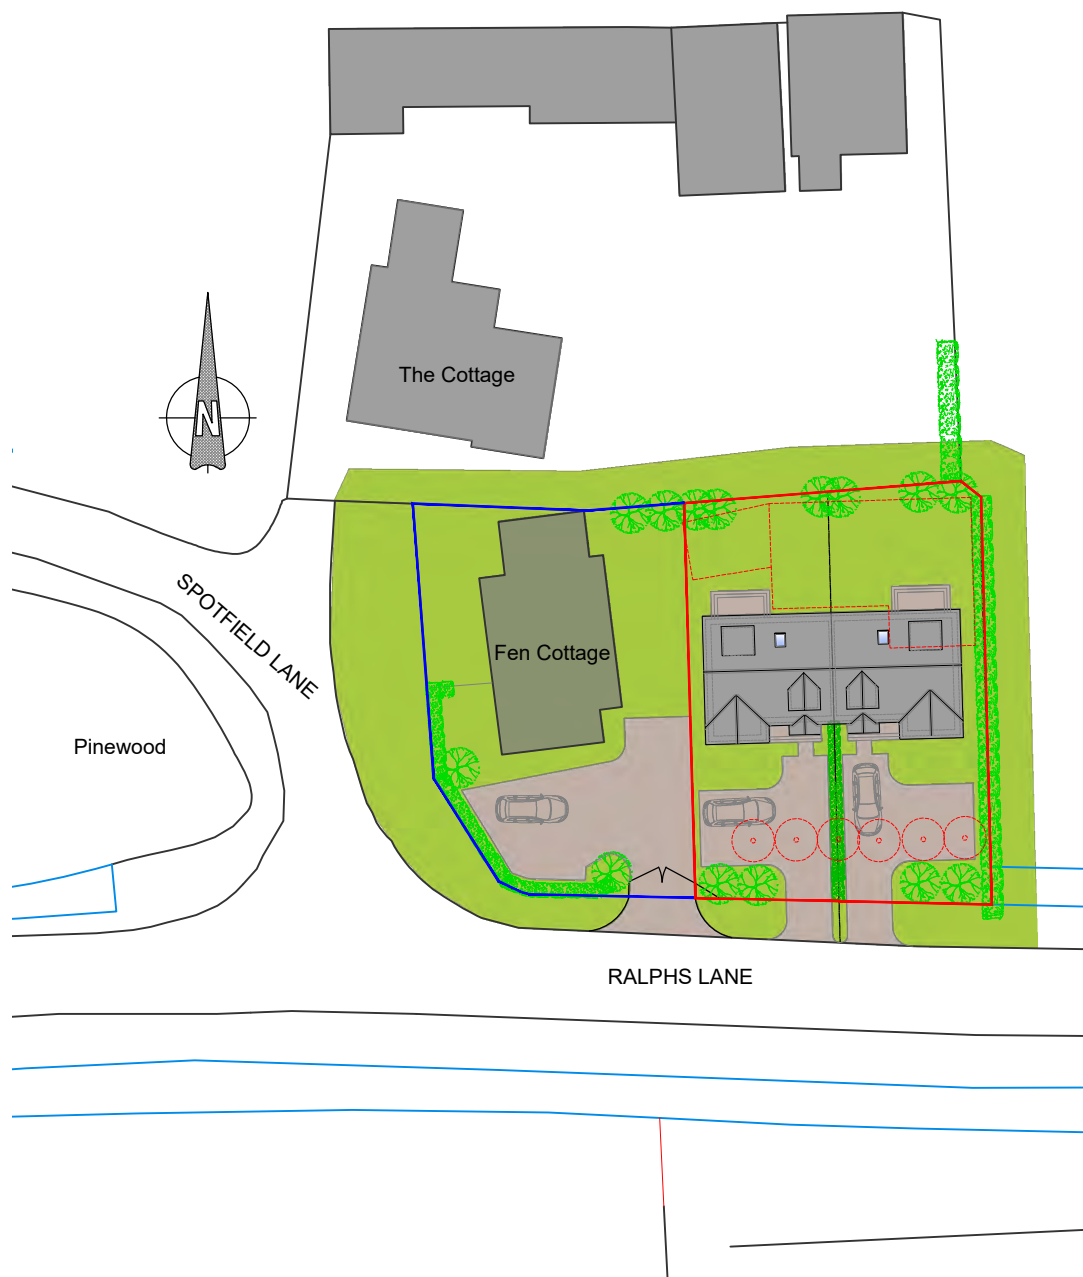 The Cottage
N
SPOTFIELD LANE
Fen Cottage
Pinewood
RALPHS LANE